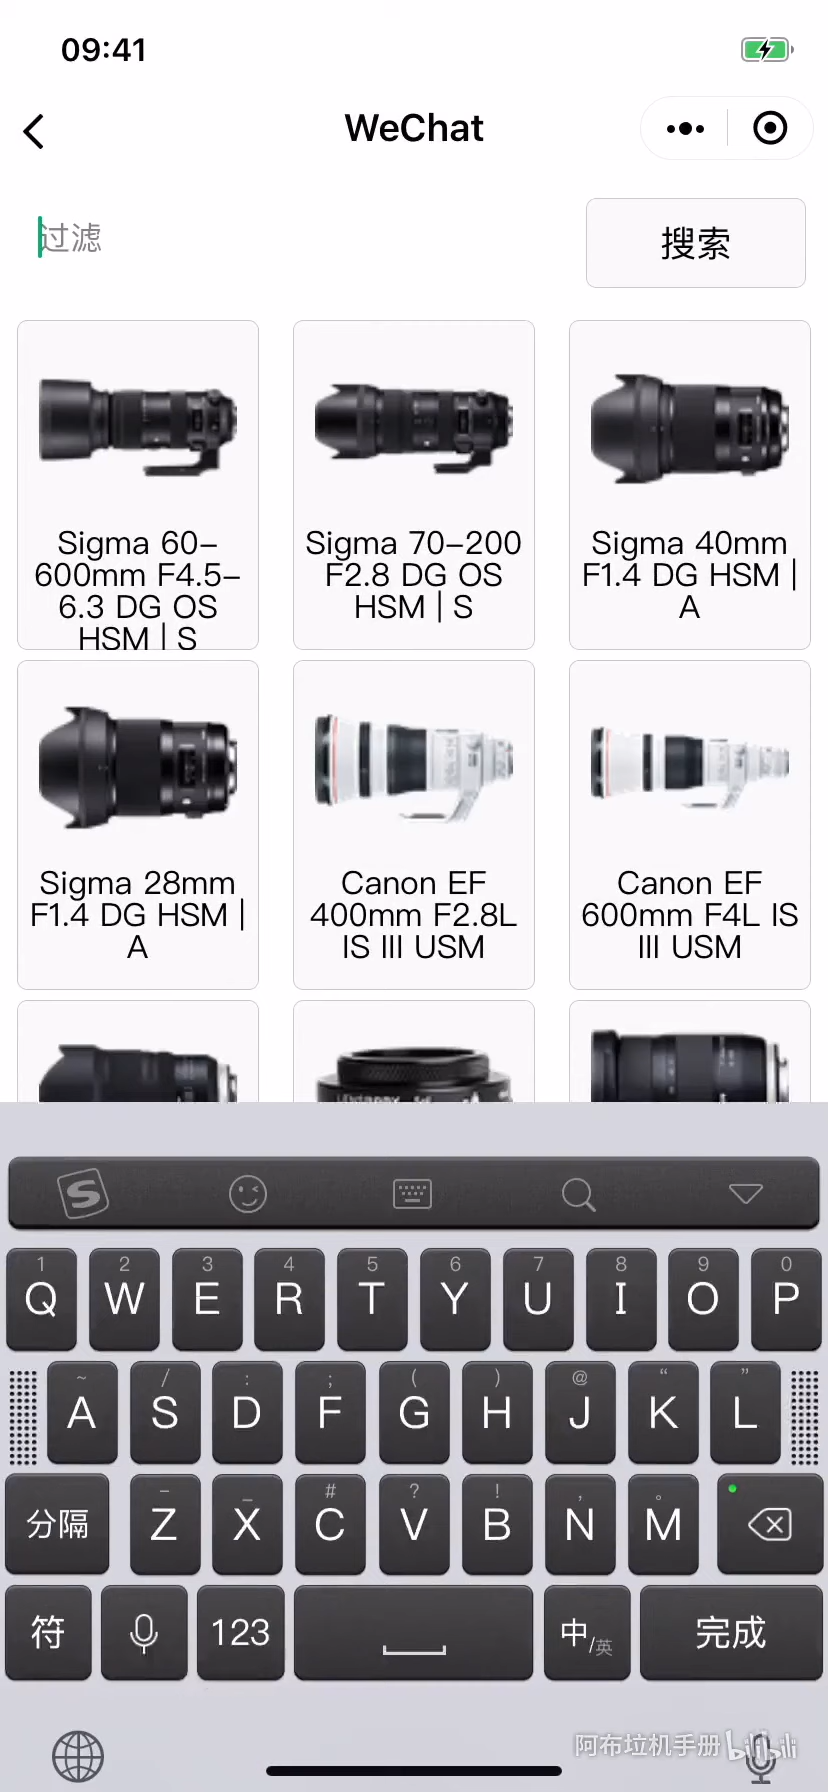 09:41
WeChat
过滤
搜索
Sigma 60-
600mm F4.5-
6.3 DG OS
HSM | S
Sigma 70-200
F2.8 DG OS
HSM | S
Sigma 40mm
F1.4 DG HSM |
A
Sigma 28mm
F1.4 DG HSM |
A
Canon EF
400mm F2.8L
IS III USM
Canon EF
600mm F4L IS
III USM
S
1 2 3 4 5 6 7 8 9 0
Q W E R T Y U I O P
~ / : ; ( ) @ “ ”
A S D F G H J K L
- _ # ? ! , 。
分隔 Z X C V B N M
符 123 中/英 完成
阿布垃机手册 bilibili